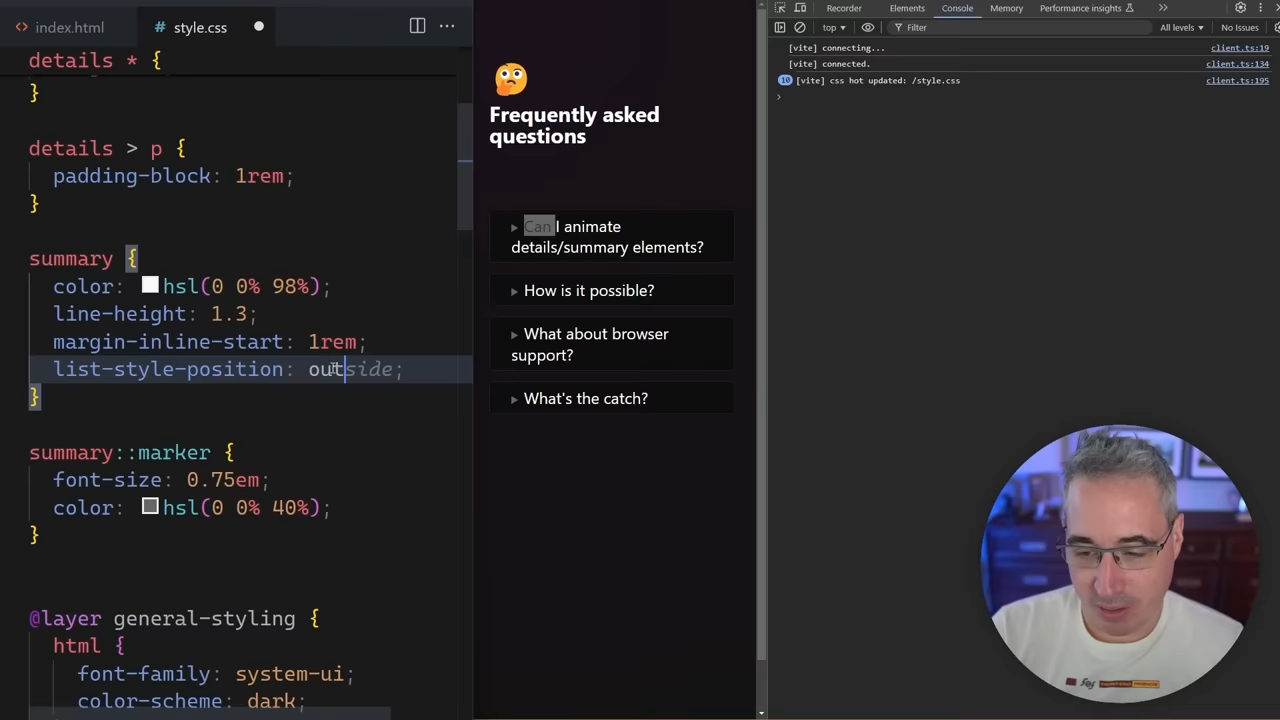 index.html
style.css
details * {
}
details > p {
padding-block: 1rem;
}
summary {
color: hsl(0 0% 98%);
line-height: 1.3;
margin-inline-start: 1rem;
list-style-position: outside;
}
summary::marker {
font-size: 0.75em;
color: hsl(0 0% 40%);
}
@layer general-styling {
html {
font-family: system-ui;
color-scheme: dark;
Frequently asked
questions
Can I animate
details/summary elements?
How is it possible?
What about browser
support?
What's the catch?
Recorder Elements Console Memory Performance insights
top Filter All levels No Issues
[vite] connecting... client.ts:19
[vite] connected. client.ts:134
10 [vite] css hot updated: /style.css client.ts:195